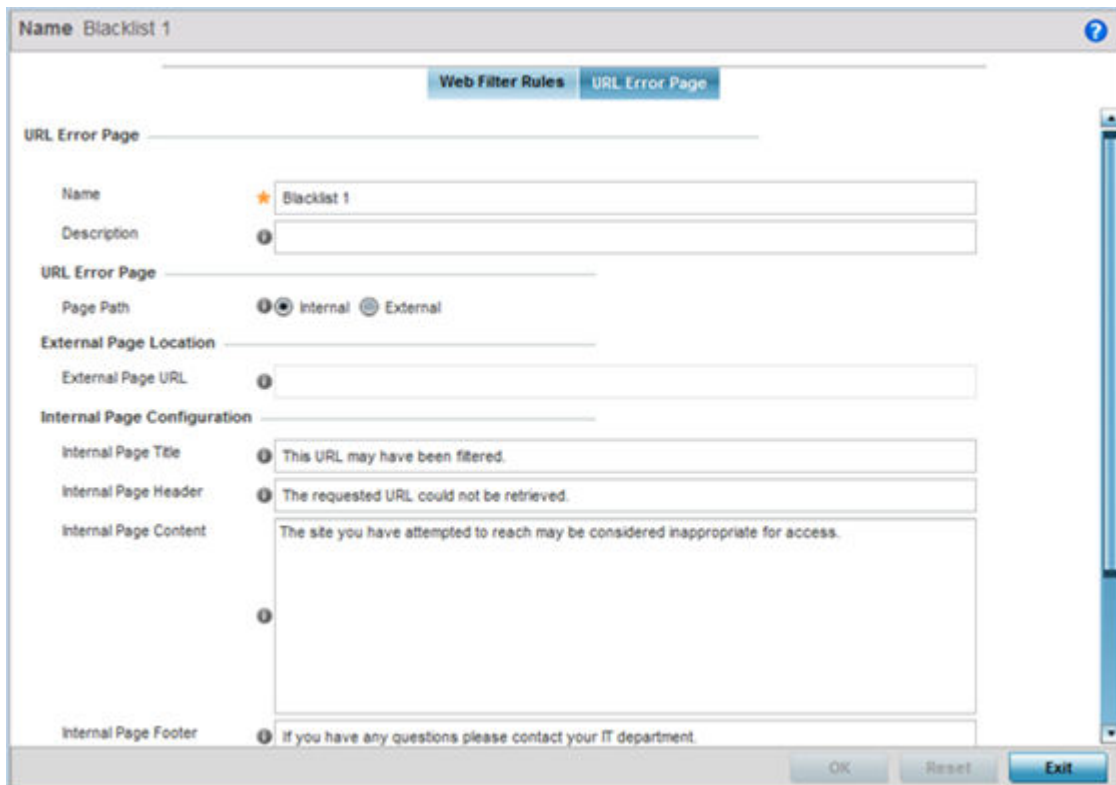 Name Blacklist 1
?
Web Filter Rules URL Error Page
URL Error Page
Name Blacklist 1
Description
URL Error Page
Page Path Internal External
External Page Location
External Page URL
Internal Page Configuration
Internal Page Title This URL may have been filtered.
Internal Page Header The requested URL could not be retrieved.
Internal Page Content The site you have attempted to reach may be considered inappropriate for access.
Internal Page Footer If you have any questions please contact your IT department.
OK Reset Exit